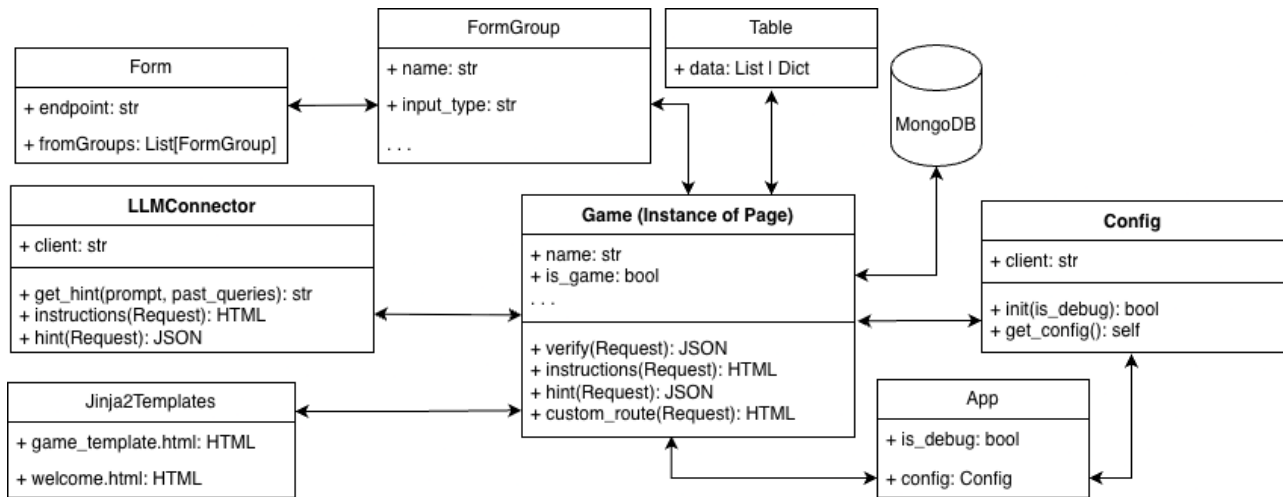 Form
+ endpoint: str
+ fromGroups: List[FormGroup]
FormGroup
+ name: str
+ input_type: str
. . .
Table
+ data: List | Dict
MongoDB
LLMConnector
+ client: str
+ get_hint(prompt, past_queries): str
+ instructions(Request): HTML
+ hint(Request): JSON
Game (Instance of Page)
+ name: str
+ is_game: bool
. . .
+ verify(Request): JSON
+ instructions(Request): HTML
+ hint(Request): JSON
+ custom_route(Request): HTML
Config
+ client: str
+ init(is_debug): bool
+ get_config(): self
Jinja2Templates
+ game_template.html: HTML
+ welcome.html: HTML
App
+ is_debug: bool
+ config: Config